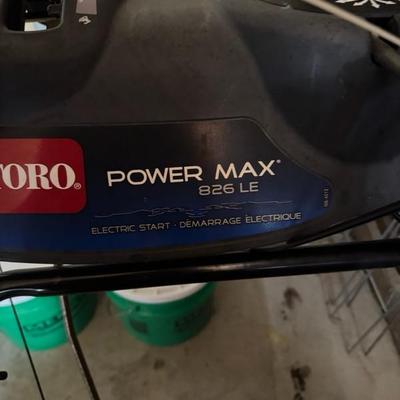 TORO®
POWER MAX®
826 LE
ELECTRIC START · DÉMARRAGE ÉLECTRIQUE